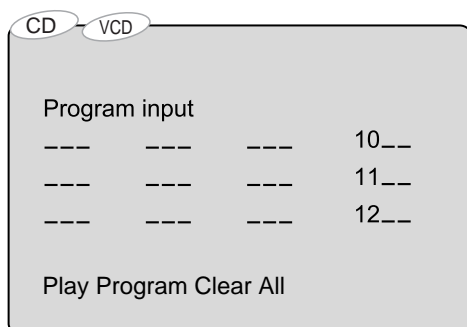 CD VCD
Program input
___ ___ ___ 10__
___ ___ ___ 11__
___ ___ ___ 12__
Play Program Clear All